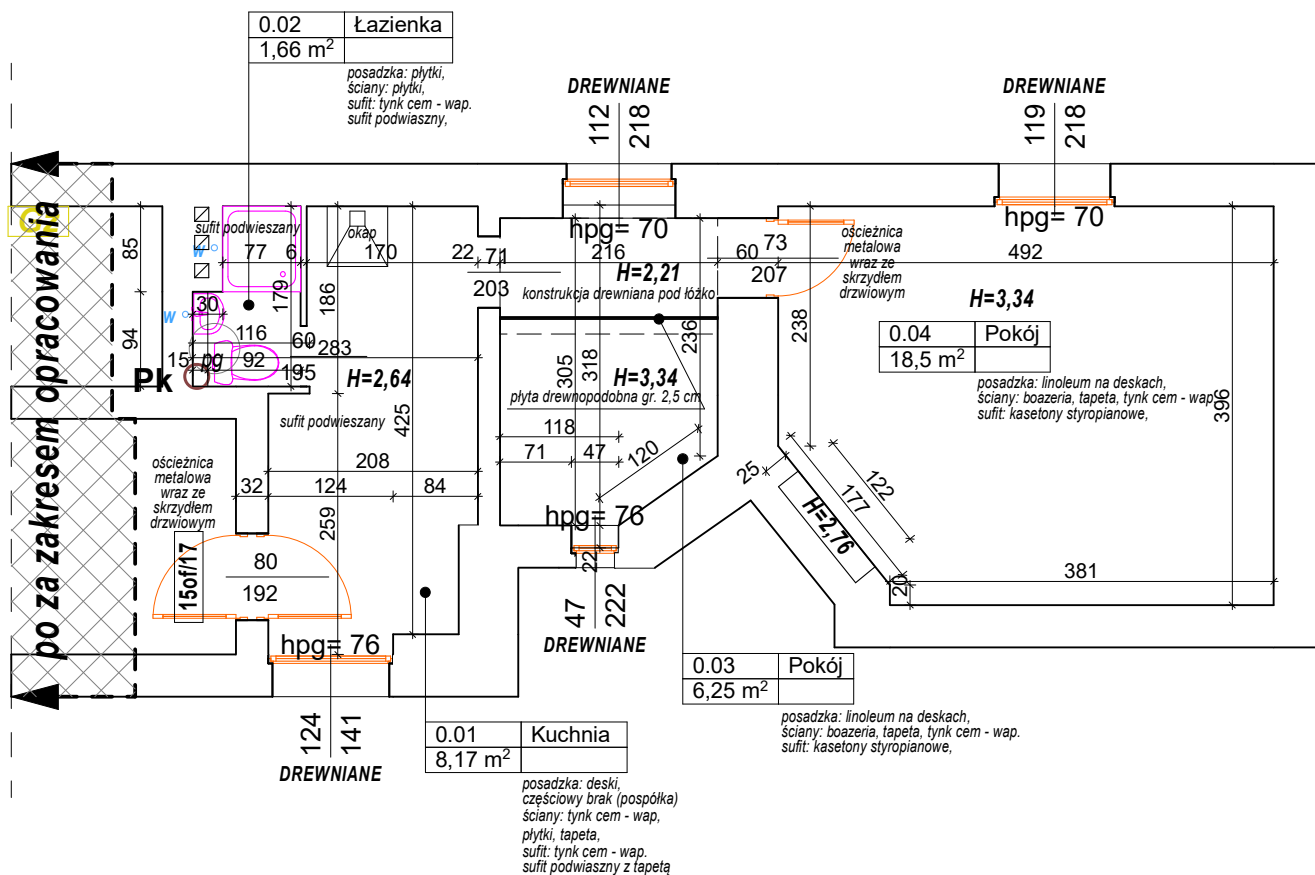 0.02 Łazienka
1,66 m²
posadzka: płytki,
ściany: płytki,
sufit: tynk cem - wap.
sufit podwiaszny,
DREWNIANE
112
218
DREWNIANE
119
218
po za zakresem opracowania
85
94
W
W
sufit podwieszany
77
6
okap
170
22
179
186
30
116
60
15
pg
92
195
Pk
283
H=2,64
sufit podwieszany
425
71
203
hpg= 70
216
H=2,21
konstrukcja drewniana pod łóżko
60
73
207
ościeżnica
metalowa
wraz ze
skrzydłem
drzwiowym
hpg= 70
492
H=3,34
238
236
0.04 Pokój
18,5 m²
posadzka: linoleum na deskach,
ściany: boazeria, tapeta, tynk cem - wap.
sufit: kasetony styropianowe,
396
305
318
H=3,34
płyta drewnopodobna gr. 2,5 cm
118
71
47
120
25
177
122
H=2,76
20
381
208
32
124
84
259
ościeżnica
metalowa
wraz ze
skrzydłem
drzwiowym
15of/17
80
192
hpg= 76
hpg= 76
22
47
222
DREWNIANE
124
141
DREWNIANE
0.03 Pokój
6,25 m²
posadzka: linoleum na deskach,
ściany: boazeria, tapeta, tynk cem - wap.
sufit: kasetony styropianowe,
0.01 Kuchnia
8,17 m²
posadzka: deski,
częściowy brak (pospółka)
ściany: tynk cem - wap,
płytki, tapeta,
sufit: tynk cem - wap.
sufit podwiaszny z tapetą